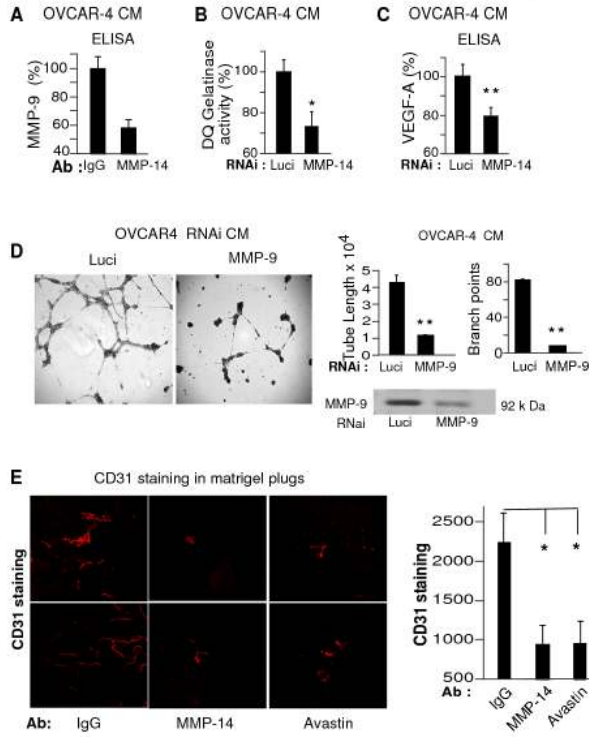 A OVCAR-4 CM
ELISA
MMP-9 (%)
100
80
60
40
Ab : IgG MMP-14
B OVCAR-4 CM
DQ Gelatinase
activity (%)
100
80
60
*
RNAi : Luci MMP-14
C OVCAR-4 CM
ELISA
VEGF-A (%)
100
80
60
**
RNAi : Luci MMP-14
D OVCAR4 RNAi CM
Luci MMP-9
OVCAR-4 CM
Tube Length x 10⁴
5
4
3
2
1
0
**
RNAi : Luci MMP-9
Branch points
80
40
0
**
Luci MMP-9
MMP-9 92 k Da
RNai Luci MMP-9
E CD31 staining in matrigel plugs
CD31 staining
Ab: IgG MMP-14 Avastin
CD31 staining
2500
2000
1500
1000
500
* *
Ab : IgG MMP-14 Avastin